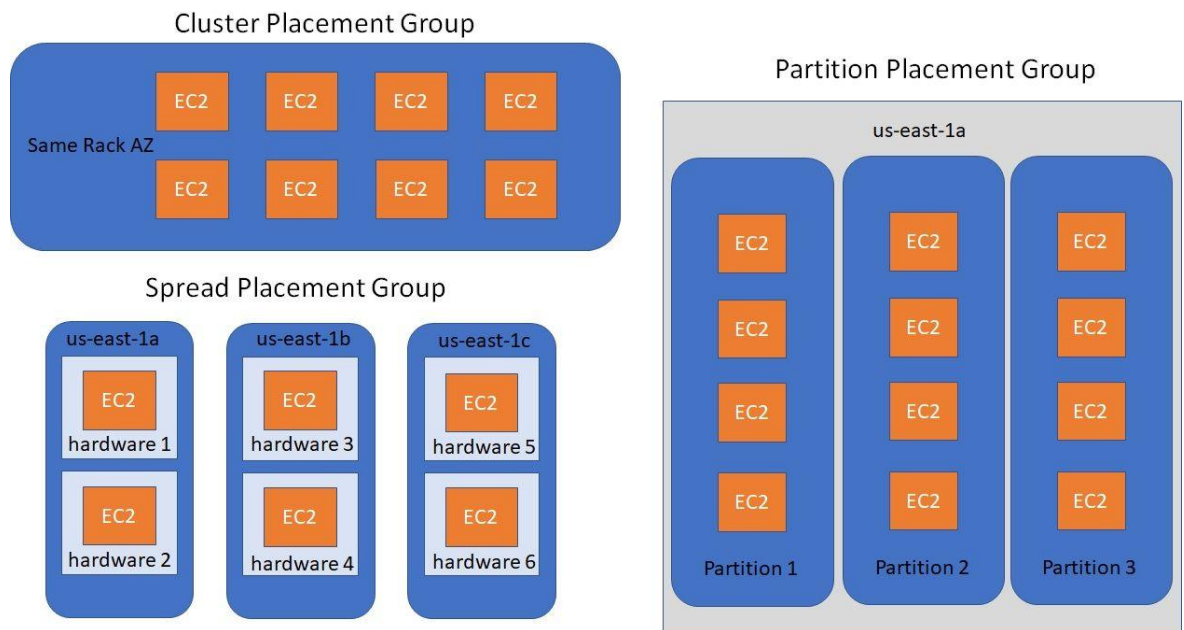 Cluster Placement Group
Same Rack AZ
EC2 EC2 EC2 EC2
EC2 EC2 EC2 EC2
Spread Placement Group
us-east-1a
EC2
hardware 1
EC2
hardware 2
us-east-1b
EC2
hardware 3
EC2
hardware 4
us-east-1c
EC2
hardware 5
EC2
hardware 6
Partition Placement Group
us-east-1a
EC2
EC2
EC2
EC2
Partition 1
EC2
EC2
EC2
EC2
Partition 2
EC2
EC2
EC2
EC2
Partition 3